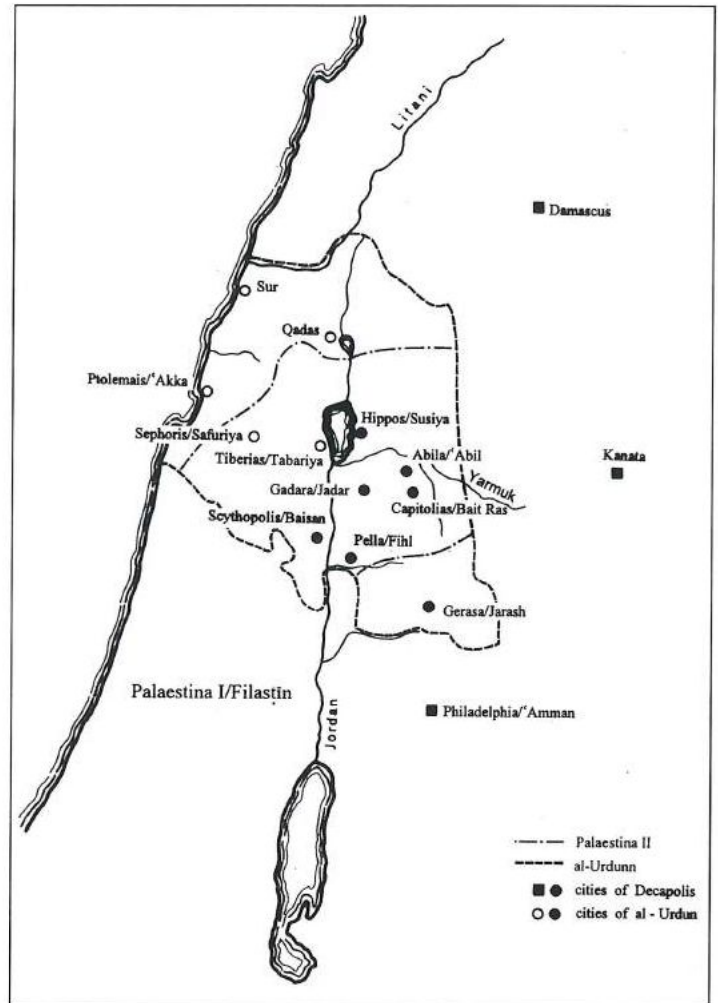 Litani
Damascus
Sur
Qadas
Ptolemais/ʿAkka
Hippos/Susiya
Sephoris/Safuriya
Tiberias/Tabariya
Abila/ʿAbil
Kanata
Yarmuk
Gadara/Jadar
Capitolias/Bait Ras
Scythopolis/Baisan
Pella/Fihl
Gerasa/Jarash
Palaestina I/Filastīn
Jordan
Philadelphia/ʿAmman
Palaestina II
al-Urdunn
cities of Decapolis
cities of al - Urdun